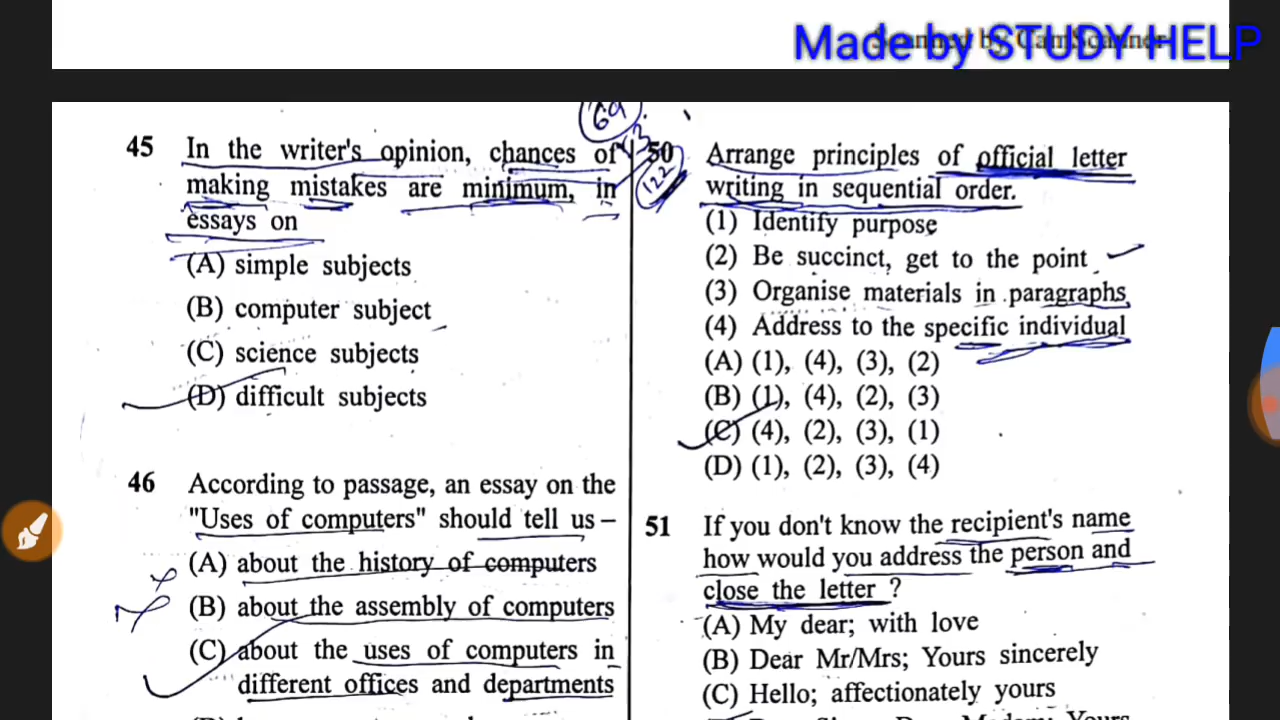 Made by STUDY HELP
Scanned by CamScanner
69
45 In the writer's opinion, chances of
making mistakes are minimum, in
essays on
(A) simple subjects
(B) computer subject
(C) science subjects
(D) difficult subjects
46 According to passage, an essay on the
"Uses of computers" should tell us –
(A) about the history of computers
(B) about the assembly of computers
(C) about the uses of computers in
different offices and departments
50 Arrange principles of official letter
122
writing in sequential order.
(1) Identify purpose
(2) Be succinct, get to the point
(3) Organise materials in paragraphs
(4) Address to the specific individual
(A) (1), (4), (3), (2)
(B) (1), (4), (2), (3)
(C) (4), (2), (3), (1)
(D) (1), (2), (3), (4)
51 If you don't know the recipient's name
how would you address the person and
close the letter ?
(A) My dear; with love
(B) Dear Mr/Mrs; Yours sincerely
(C) Hello; affectionately yours